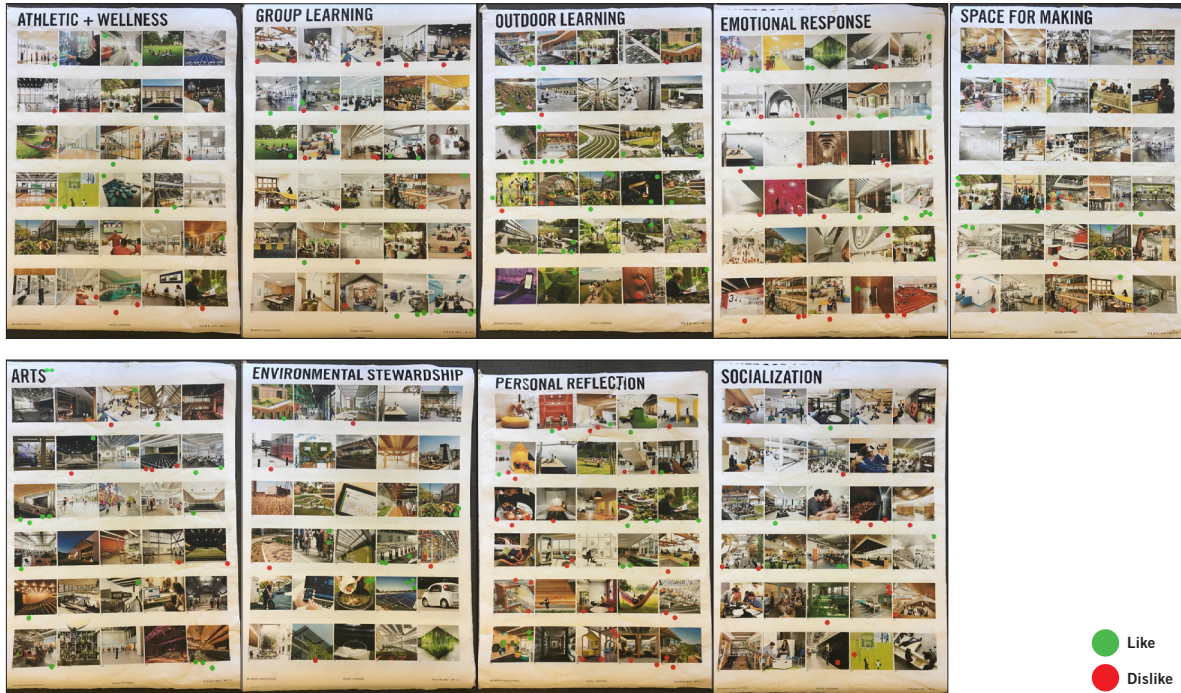 ATHLETIC + WELLNESS
GROUP LEARNING
OUTDOOR LEARNING
EMOTIONAL RESPONSE
SPACE FOR MAKING
ARTS
ENVIRONMENTAL STEWARDSHIP
PERSONAL REFLECTION
SOCIALIZATION
Like
Dislike